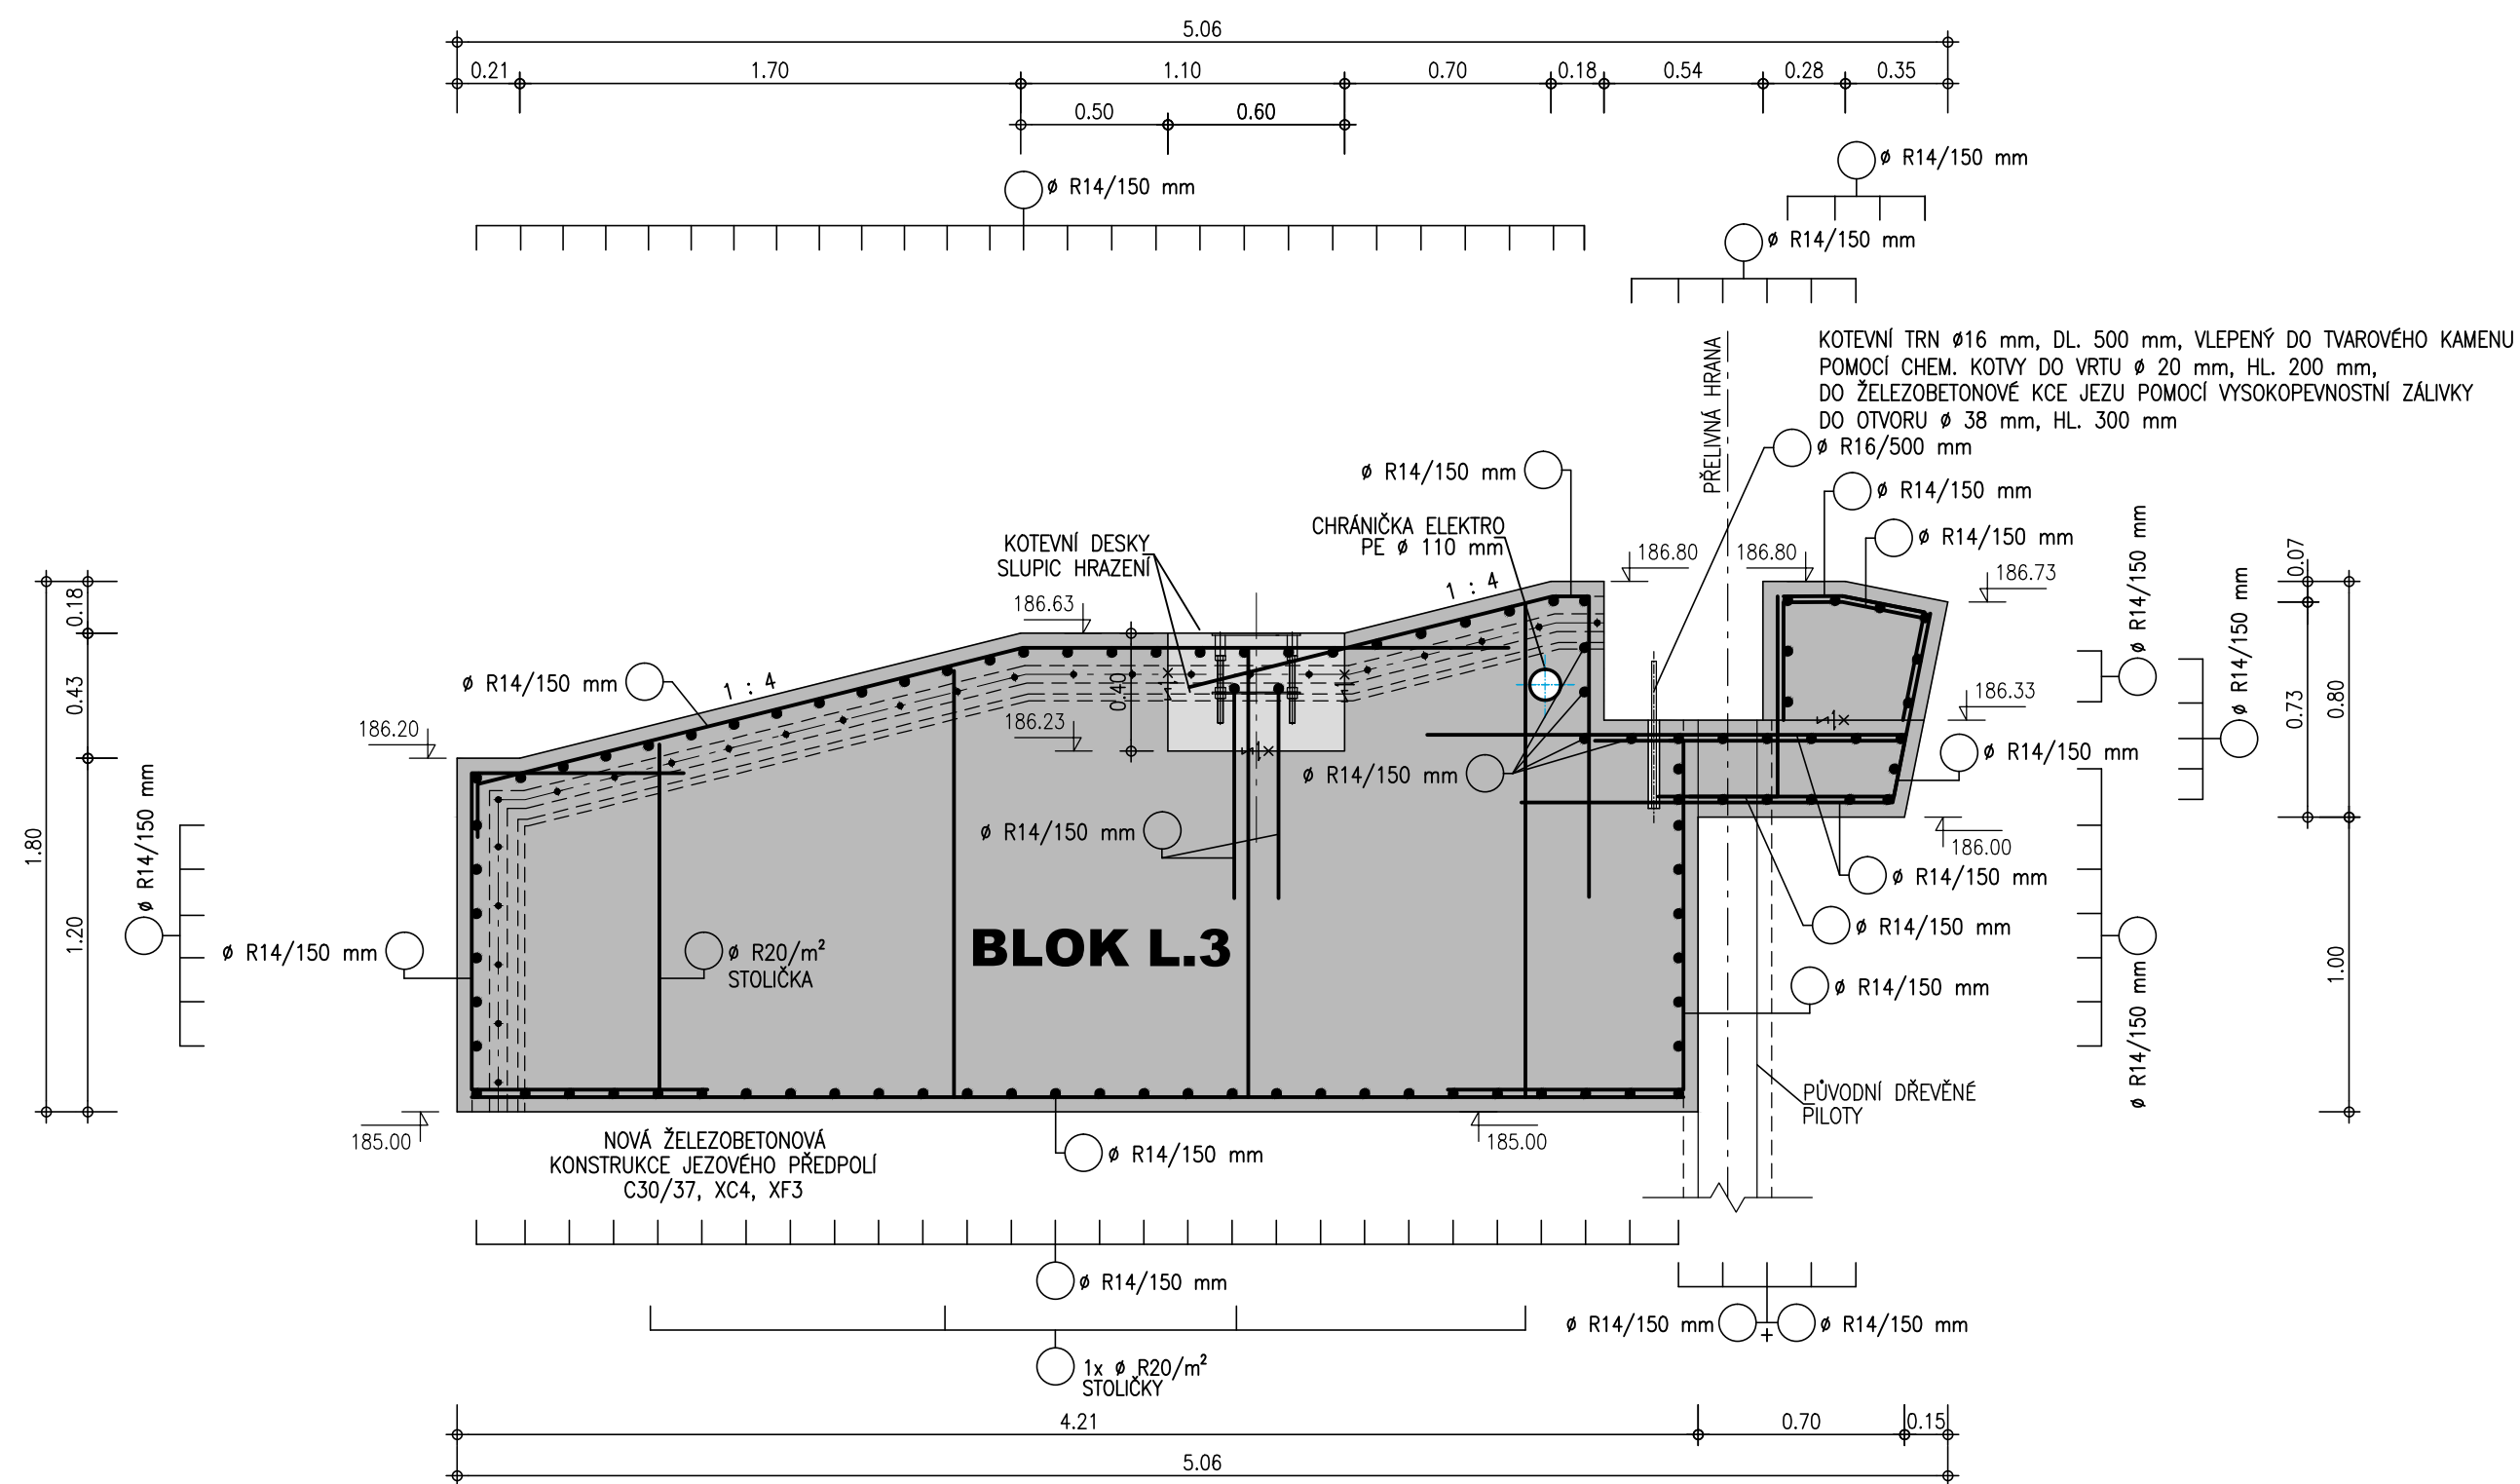 5.06
0.21
1.70
1.10
0.70
0.18
0.54
0.28
0.35
0.50
0.60
ø R14/150 mm
ø R14/150 mm
ø R14/150 mm
PŘELIVNÁ HRANA
KOTEVNÍ TRN ø16 mm, DL. 500 mm, VLEPENÝ DO TVAROVÉHO KAMENU
POMOCÍ CHEM. KOTVY DO VRTU ø 20 mm, HL. 200 mm,
DO ŽELEZOBETONOVÉ KCE JEZU POMOCÍ VYSOKOPEVNOSTNÍ ZÁLIVKY
DO OTVORU ø 38 mm, HL. 300 mm
ø R16/500 mm
ø R14/150 mm
ø R14/150 mm
ø R14/150 mm
CHRÁNIČKA ELEKTRO
PE ø 110 mm
KOTEVNÍ DESKY
SLUPIC HRAZENÍ
186.80
186.80
186.73
186.63
1 : 4
1 : 4
0.07
0.18
0.43
1.80
1.20
186.20
ø R14/150 mm
0.40
186.23
186.33
0.73
0.80
ø R14/150 mm
ø R14/150 mm
ø R14/150 mm
ø R14/150 mm
ø R14/150 mm
ø R14/150 mm
186.00
ø R14/150 mm
ø R14/150 mm
ø R14/150 mm
ø R14/150 mm
ø R20/m²
STOLIČKA
BLOK L.3
ø R14/150 mm
1.00
PŮVODNÍ DŘEVĚNÉ
PILOTY
185.00
185.00
NOVÁ ŽELEZOBETONOVÁ
KONSTRUKCE JEZOVÉHO PŘEDPOLÍ
C30/37, XC4, XF3
ø R14/150 mm
ø R14/150 mm
ø R14/150 mm
+
ø R14/150 mm
1x ø R20/m²
STOLIČKY
4.21
0.70
0.15
5.06